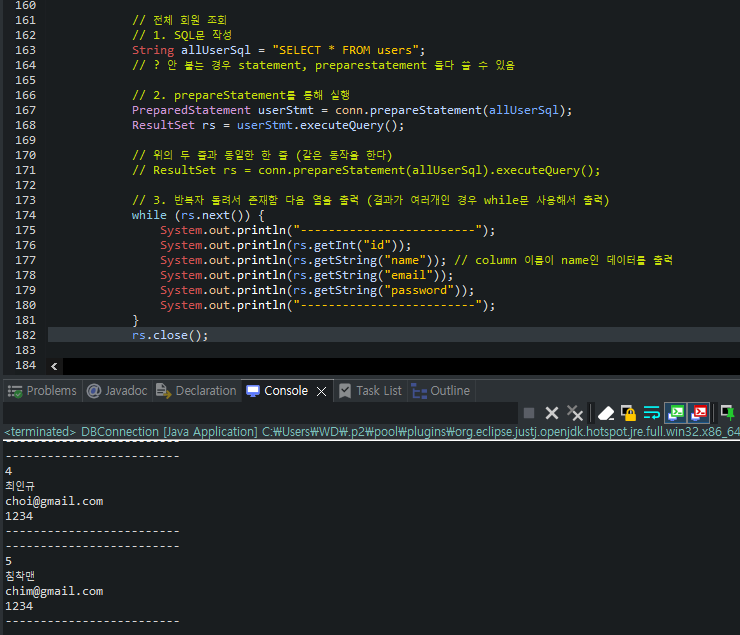 160
161 // 전체 회원 조회
162 // 1. SQL문 작성
163 String allUserSql = "SELECT * FROM users";
164 // ? 안 붙는 경우 statement, preparestatement 둘다 쓸 수 있음
165
166 // 2. prepareStatement를 통해 실행
167 PreparedStatement userStmt = conn.prepareStatement(allUserSql);
168 ResultSet rs = userStmt.executeQuery();
169
170 // 위의 두 줄과 동일한 한 줄 (같은 동작을 한다)
171 // ResultSet rs = conn.prepareStatement(allUserSql).executeQuery();
172
173 // 3. 반복자 돌려서 존재함 다음 열을 출력 (결과가 여러개인 경우 while문 사용해서 출력)
174 while (rs.next()) {
175 System.out.println("-------------------------");
176 System.out.println(rs.getInt("id"));
177 System.out.println(rs.getString("name")); // column 이름이 name인 데이터를 출력
178 System.out.println(rs.getString("email"));
179 System.out.println(rs.getString("password"));
180 System.out.println("-------------------------");
181 }
182 rs.close();
183
184
Problems @ Javadoc Declaration Console Task List Outline
<terminated> DBConnection [Java Application] C:₩Users₩WD₩.p2₩pool₩plugins₩org.eclipse.justj.openjdk.hotspot.jre.full.win32.x86_64
-------------------------
4
최인규
choi@gmail.com
1234
-------------------------
-------------------------
5
침착맨
chim@gmail.com
1234
-------------------------